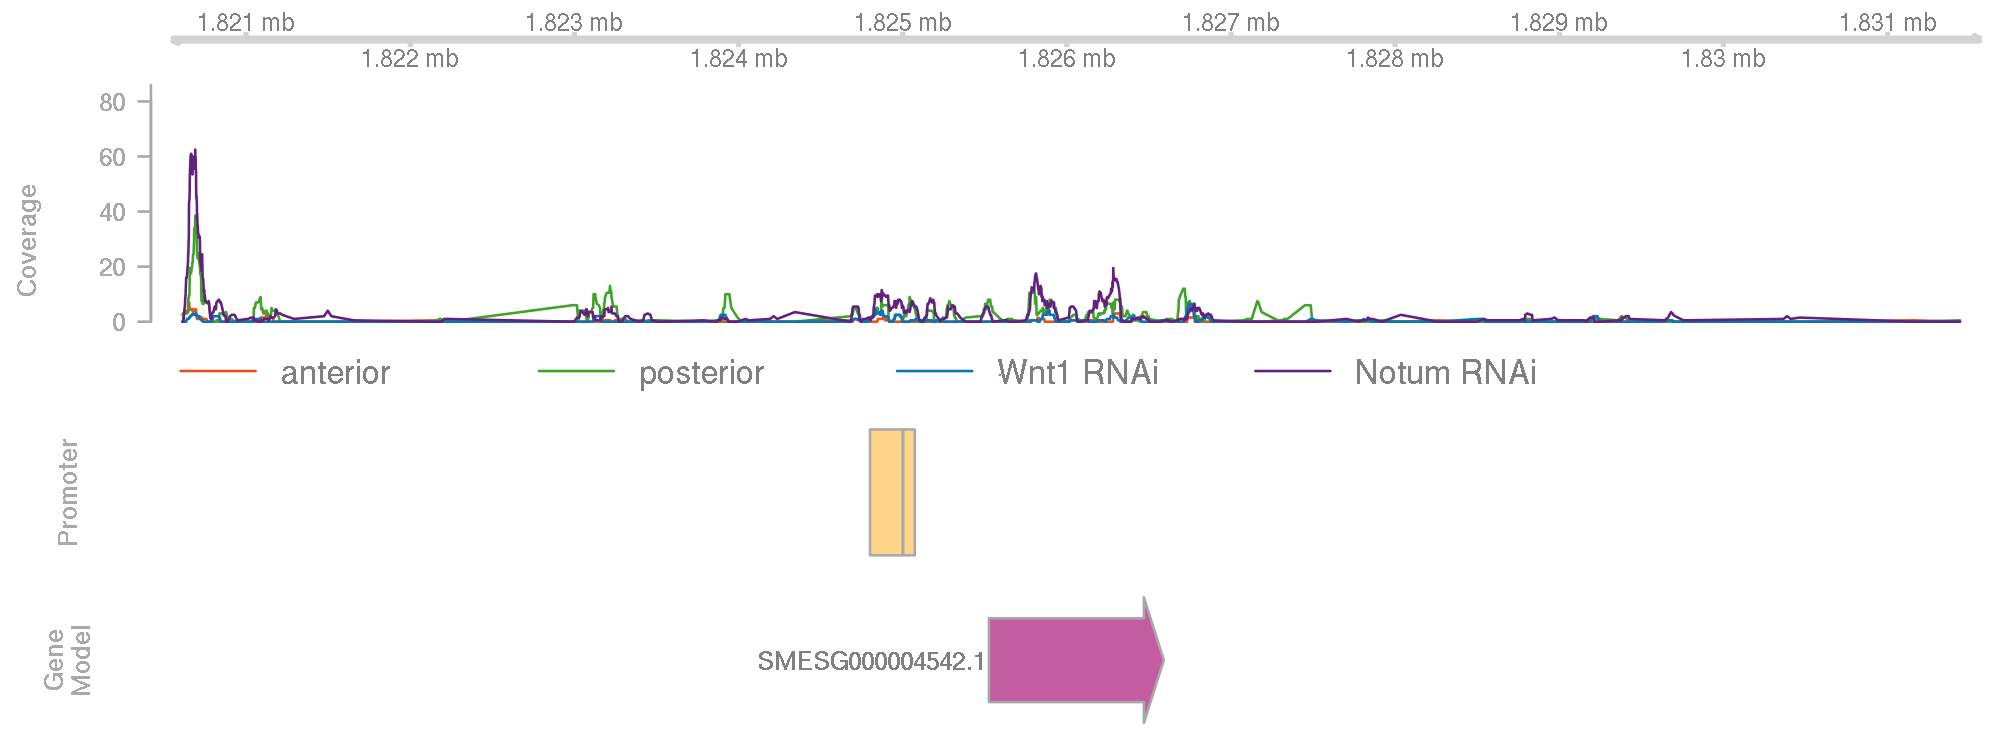 1.821 mb 1.823 mb 1.825 mb 1.827 mb 1.829 mb 1.831 mb
1.822 mb 1.824 mb 1.826 mb 1.828 mb 1.83 mb
Coverage
80
60
40
20
0
anterior posterior Wnt1 RNAi Notum RNAi
Promoter
Gene
Model
SMESG000004542.1